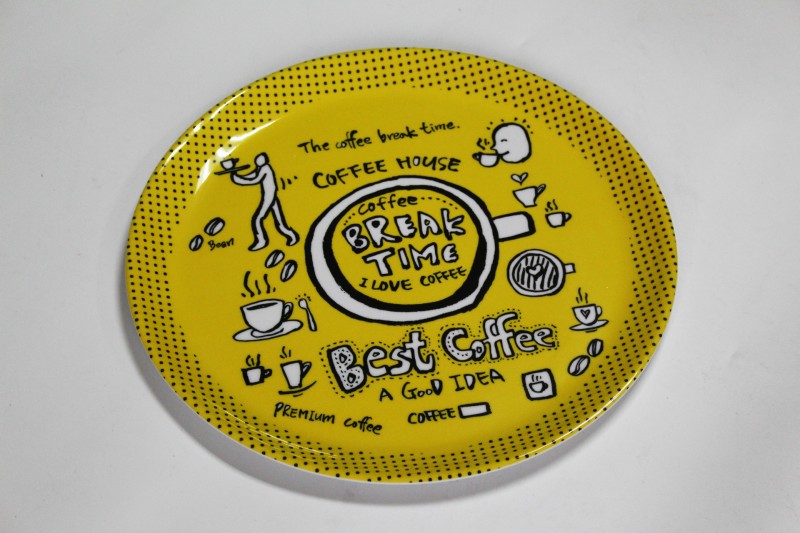 The coffee break time.
COFFEE HOUSE
coffee
BREAK
TIME
I LOVE COFFEE
Bean
Best Coffee
A GOOD IDEA
PREMIUM coffee
COFFEE